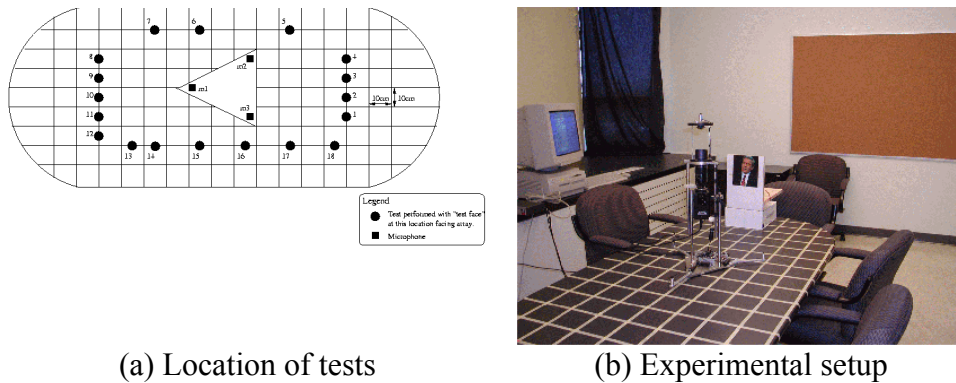 7
6
5
8
m2
4
9
3
m1
10
2
10cm
10cm
11
m3
1
12
13
14
15
16
17
18
Legend
Test performed with "test face"
at this location facing array.
Microphone
(a) Location of tests
(b) Experimental setup